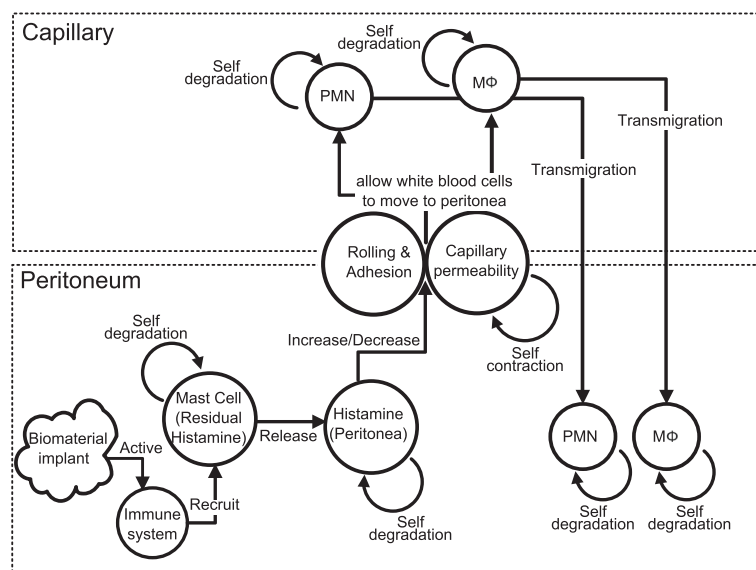 Capillary
Self
degradation
PMN
Self
degradation
MΦ
Transmigration
Transmigration
allow white blood cells
to move to peritonea
Rolling &
Adhesion
Capillary
permeability
Self
contraction
Peritoneum
Increase/Decrease
Self
degradation
Mast Cell
(Residual
Histamine)
Release
Histamine
(Peritonea)
Self
degradation
Biomaterial
implant
Active
Immune
system
Recruit
PMN
Self
degradation
MΦ
Self
degradation